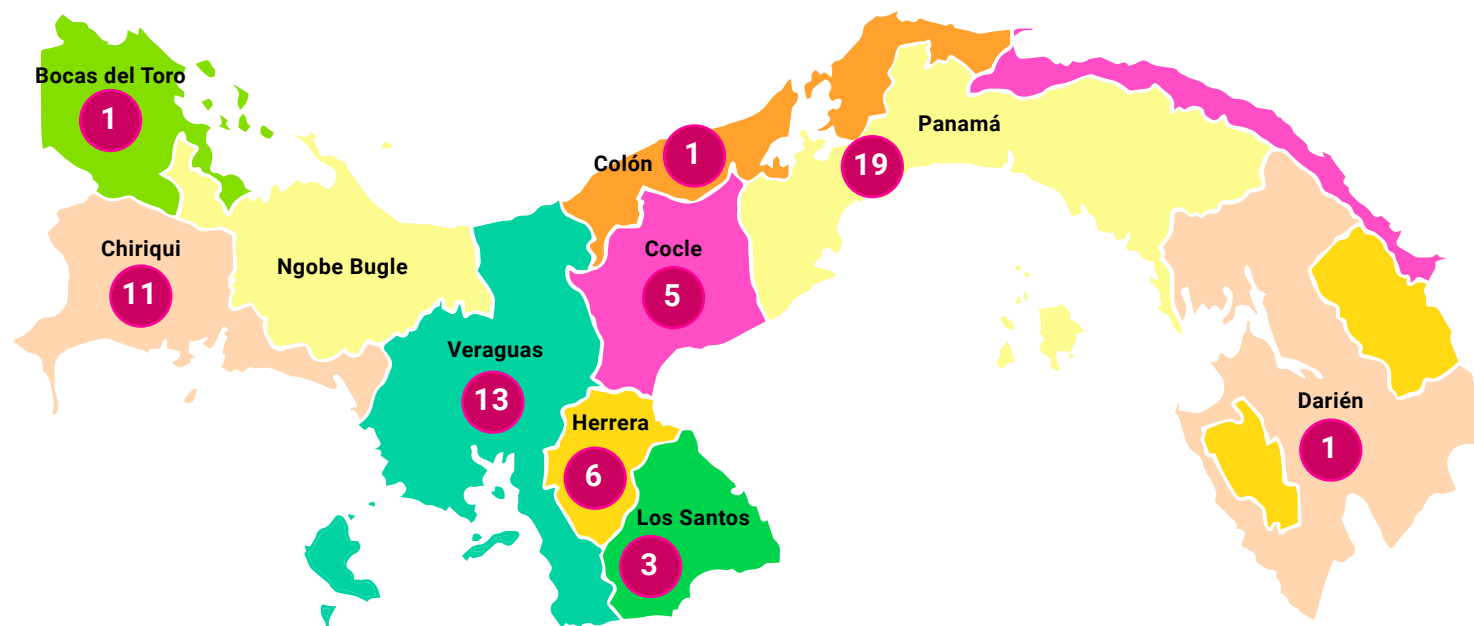 Bocas del Toro
1
Colón
1
Panamá
19
Chiriqui
11
Ngobe Bugle
Cocle
5
Veraguas
13
Herrera
6
Los Santos
3
Darién
1